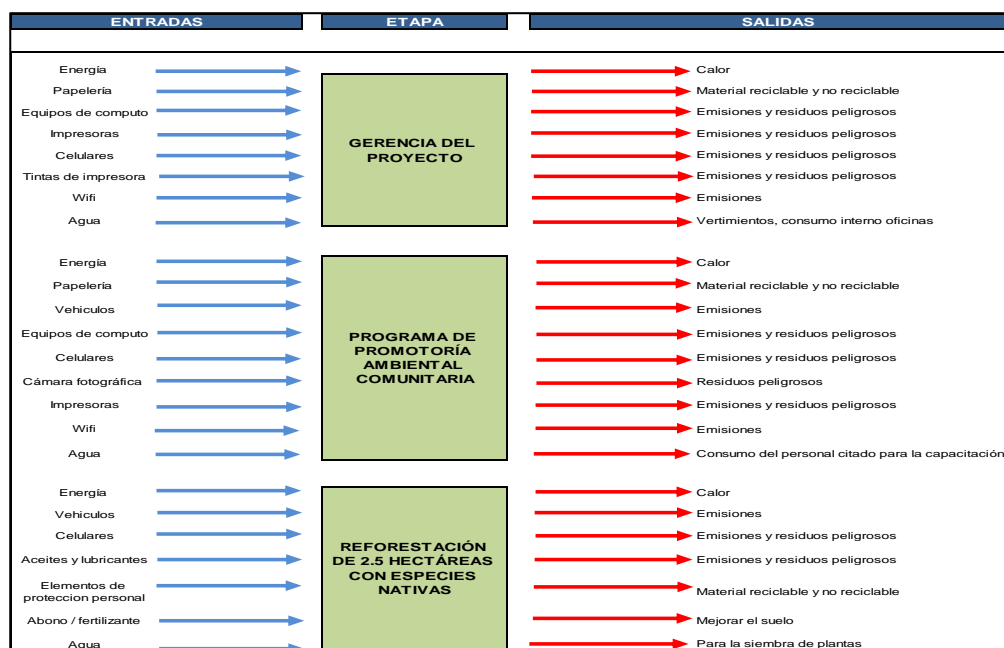 ENTRADAS ETAPA SALIDAS
Energía
Papelería
Equipos de computo
Impresoras
Celulares
Tintas de impresora
Wifi
Agua
GERENCIA DEL
PROYECTO
Calor
Material reciclable y no reciclable
Emisiones y residuos peligrosos
Emisiones y residuos peligrosos
Emisiones y residuos peligrosos
Emisiones y residuos peligrosos
Emisiones
Vertimientos, consumo interno oficinas
Energía
Papelería
Vehiculos
Equipos de computo
Celulares
Cámara fotográfica
Impresoras
Wifi
Agua
PROGRAMA DE
PROMOTORÍA
AMBIENTAL
COMUNITARIA
Calor
Material reciclable y no reciclable
Emisiones
Emisiones y residuos peligrosos
Emisiones y residuos peligrosos
Residuos peligrosos
Emisiones y residuos peligrosos
Emisiones
Consumo del personal citado para la capacitación
Energía
Vehiculos
Celulares
Aceites y lubricantes
Elementos de
proteccion personal
Abono / fertilizante
Agua
REFORESTACIÓN
DE 2.5 HECTÁREAS
CON ESPECIES
NATIVAS
Calor
Emisiones
Emisiones y residuos peligrosos
Emisiones y residuos peligrosos
Material reciclable y no reciclable
Mejorar el suelo
Para la siembra de plantas